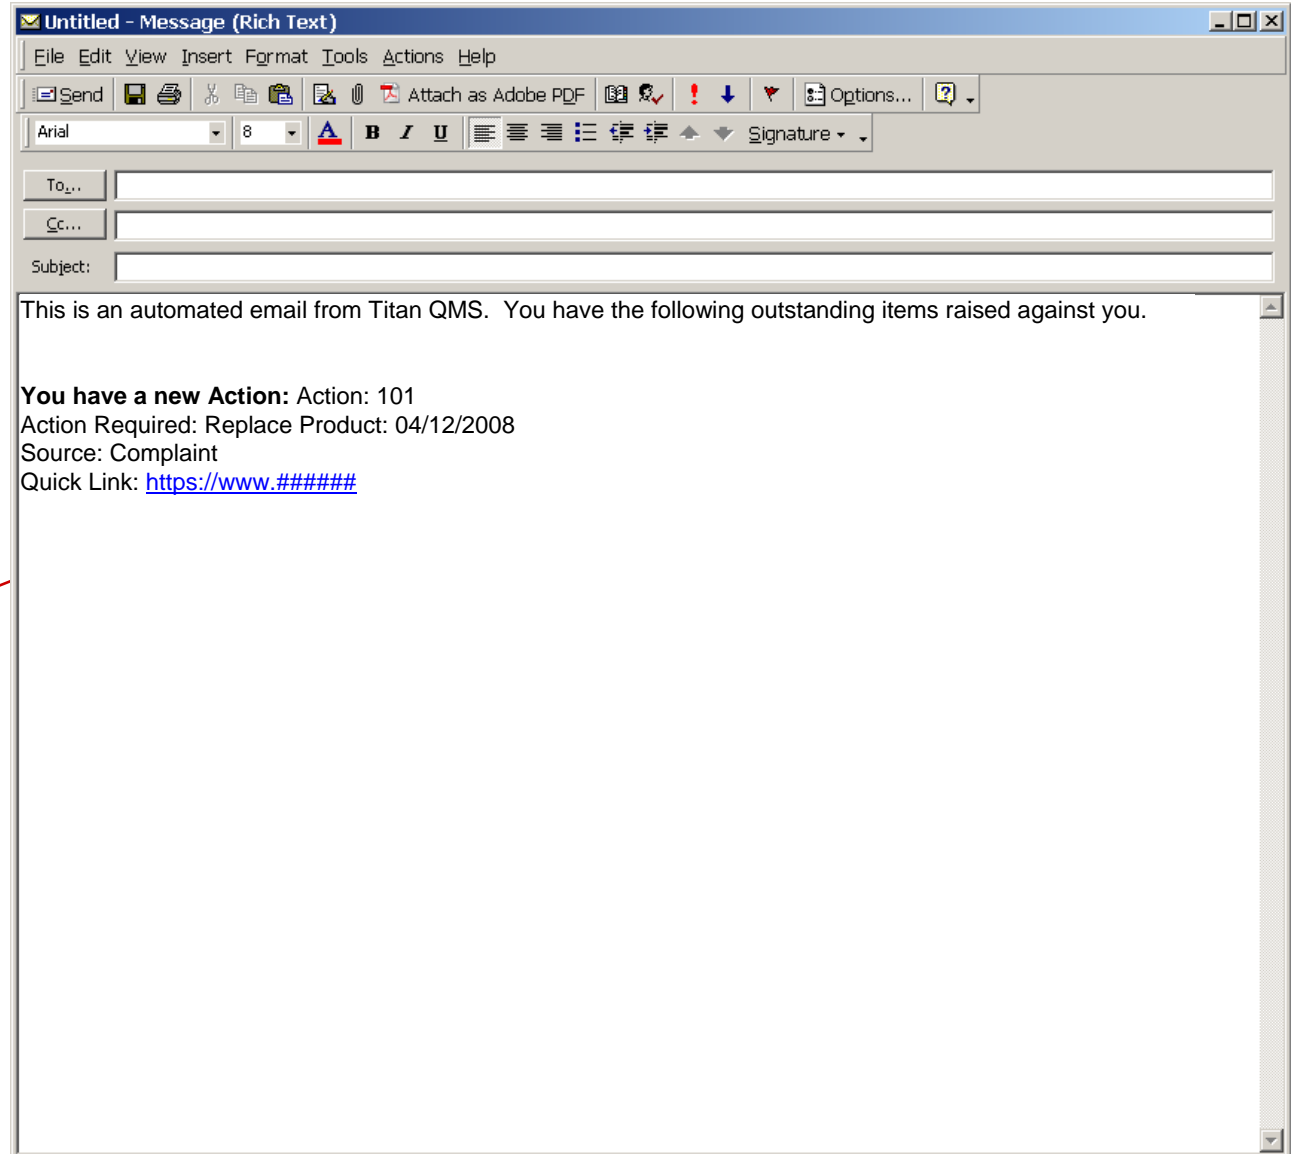 Untitled - Message (Rich Text)
File Edit View Insert Format Tools Actions Help
Send Attach as Adobe PDF Options...
Arial 8 A B I U Signature
To...
Cc...
Subject:
This is an automated email from Titan QMS. You have the following outstanding items raised against you.
You have a new Action: Action: 101
Action Required: Replace Product: 04/12/2008
Source: Complaint
Quick Link: https://www.######